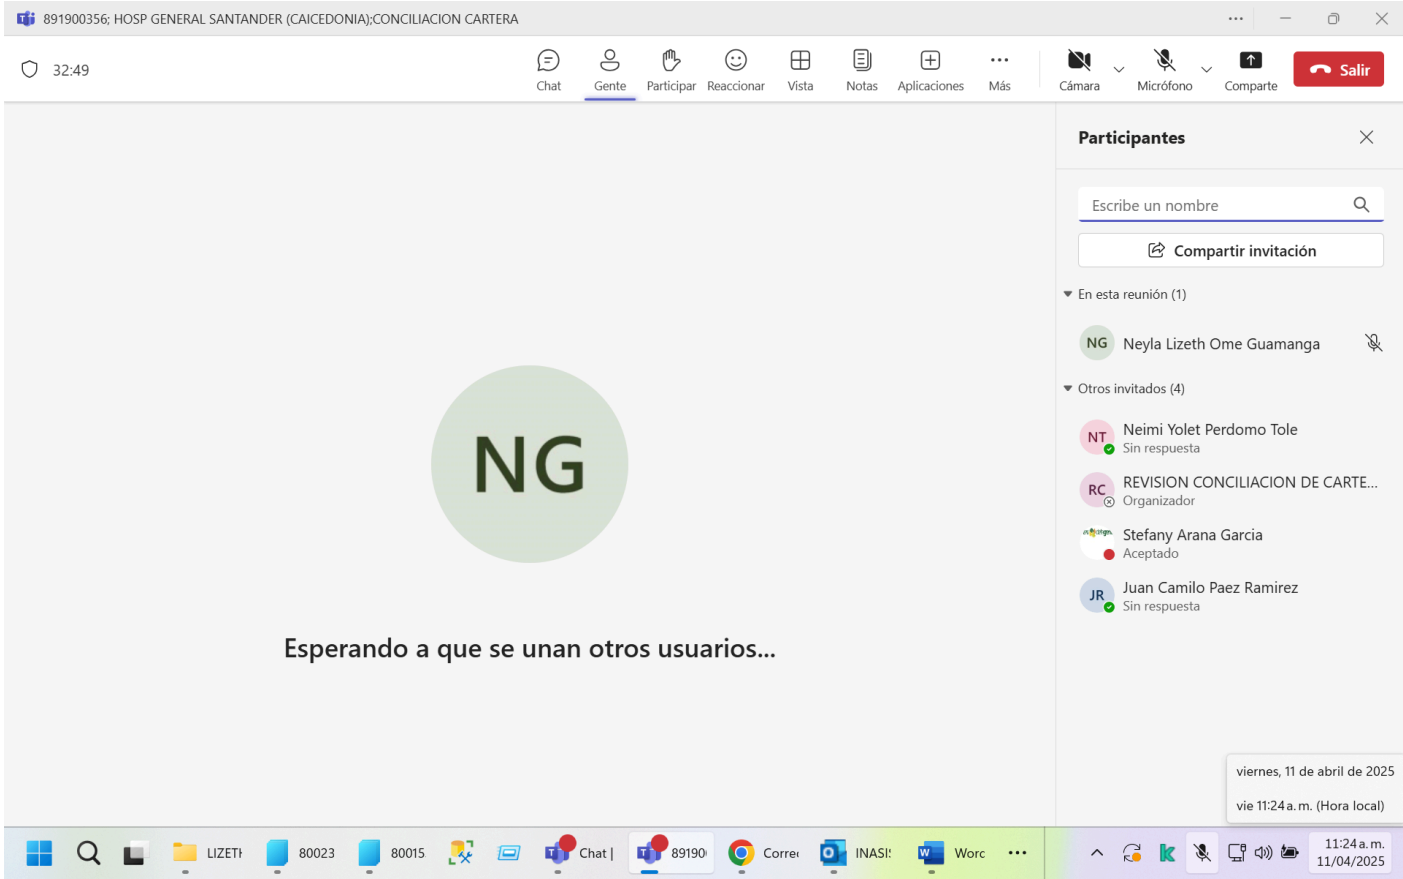 891900356; HOSP GENERAL SANTANDER (CAICEDONIA);CONCILIACION CARTERA
32:49
Chat
Gente
Participar
Reaccionar
Vista
Notas
Aplicaciones
Más
Cámara
Micrófono
Comparte
Salir
Participantes
Escribe un nombre
Compartir invitación
En esta reunión (1)
NG
Neyla Lizeth Ome Guamanga
Otros invitados (4)
NT
Neimi Yolet Perdomo Tole
Sin respuesta
RC
REVISION CONCILIACION DE CARTE...
Organizador
Stefany Arana Garcia
Aceptado
JR
Juan Camilo Paez Ramirez
Sin respuesta
NG
Esperando a que se unan otros usuarios...
viernes, 11 de abril de 2025
vie 11:24 a. m. (Hora local)
LIZETH
80023
80015
Chat |
89190
Corre
INASI
Word
11:24 a. m.
11/04/2025